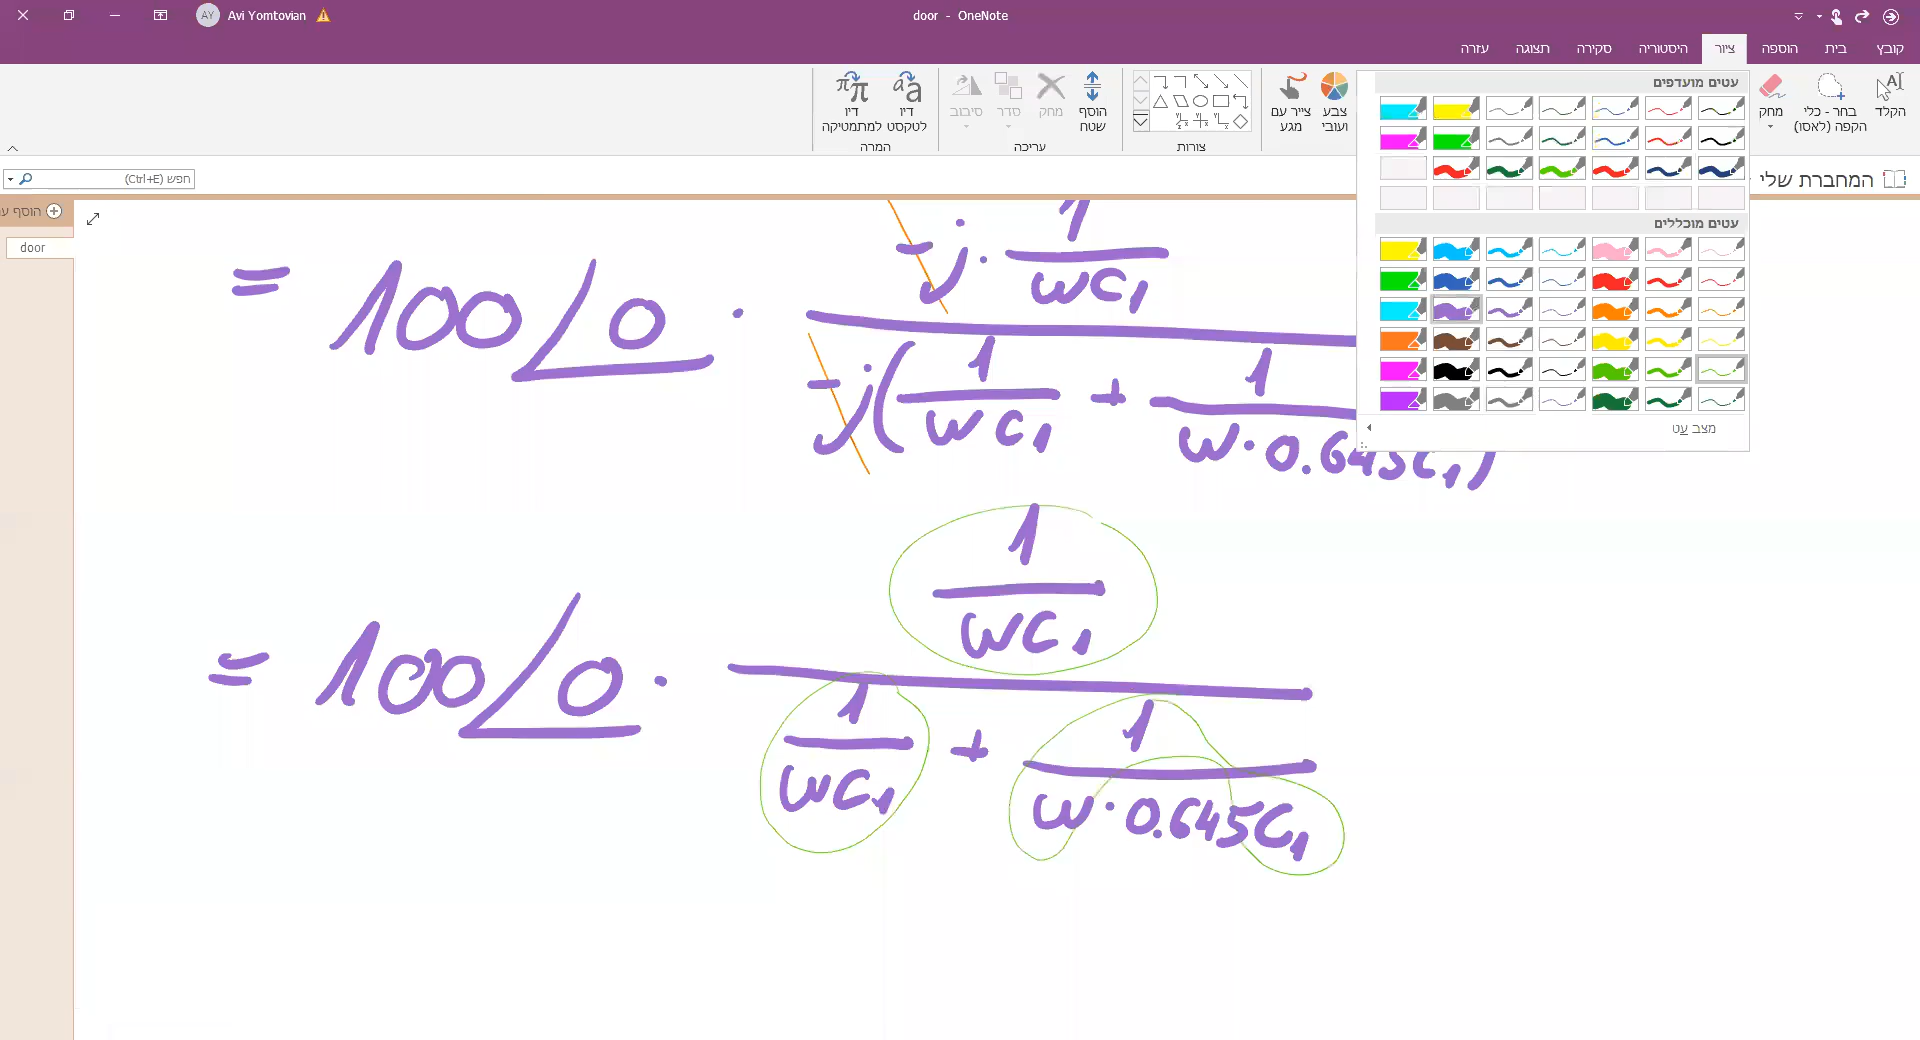 AY Avi Yomtovian
door - OneNote
קובץ בית הוספה ציור היסטוריה סקירה תצוגה עזרה
הקלד
בחר - כלי הקפה (לאסו)
מחק
עטים מועדפים
עטים מוכללים
מצב עט
צבע ועובי
צייר עם מגע
צורות
הוסף שטח
מחק
סדר
סיבוב
עריכה
דיו לטקסט
דיו למתמטיקה
המרה
המחברת שלי
חפש (Ctrl+E)
הוסף
door
= 100∠0 · (-j · 1/(wc₁)) / (-j(1/(wc₁) + 1/(w·0.645c₁)))
= 100∠0 · (1/(wc₁)) / (1/(wc₁) + 1/(w·0.645c₁))